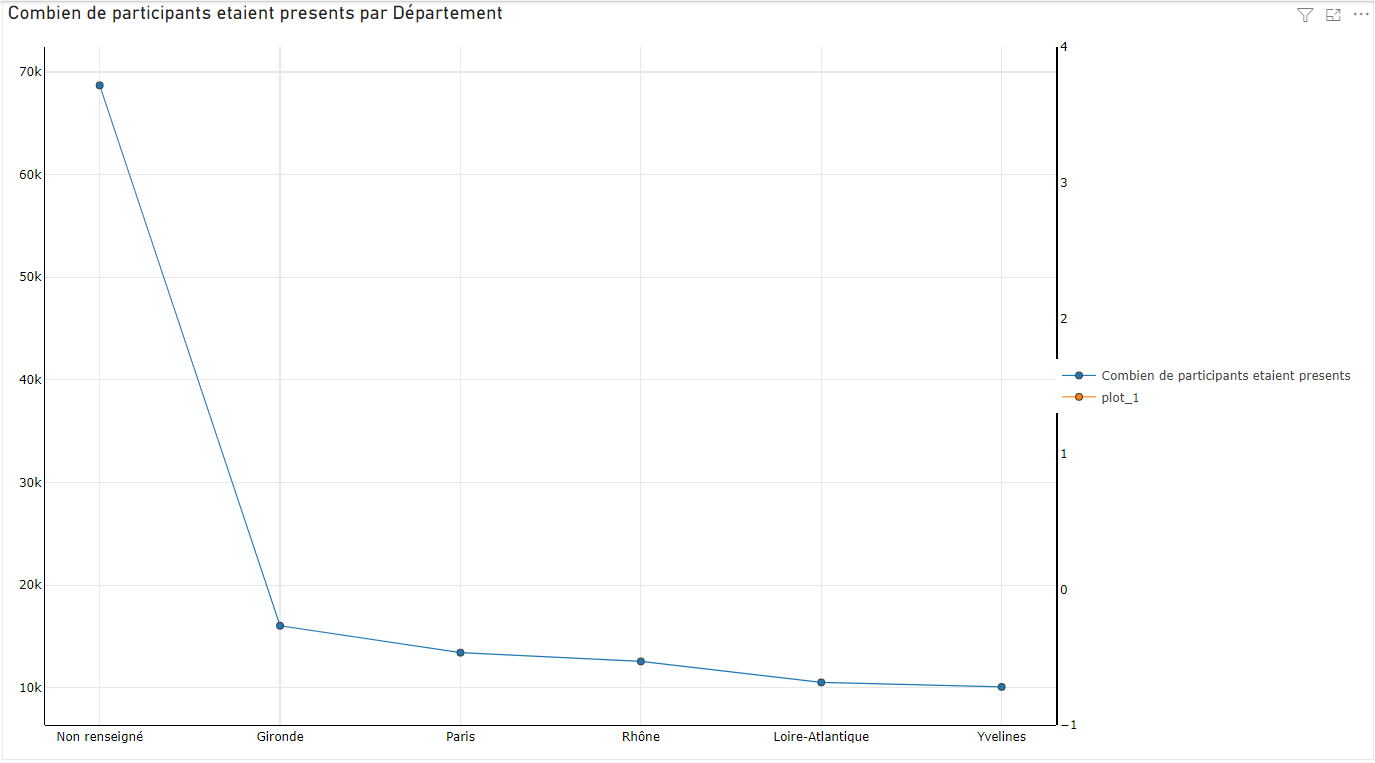 Combien de participants etaient presents par Département
70k
60k
50k
40k
30k
20k
10k
4
3
2
1
0
−1
Combien de participants etaient presents
plot_1
Non renseigné
Gironde
Paris
Rhône
Loire-Atlantique
Yvelines